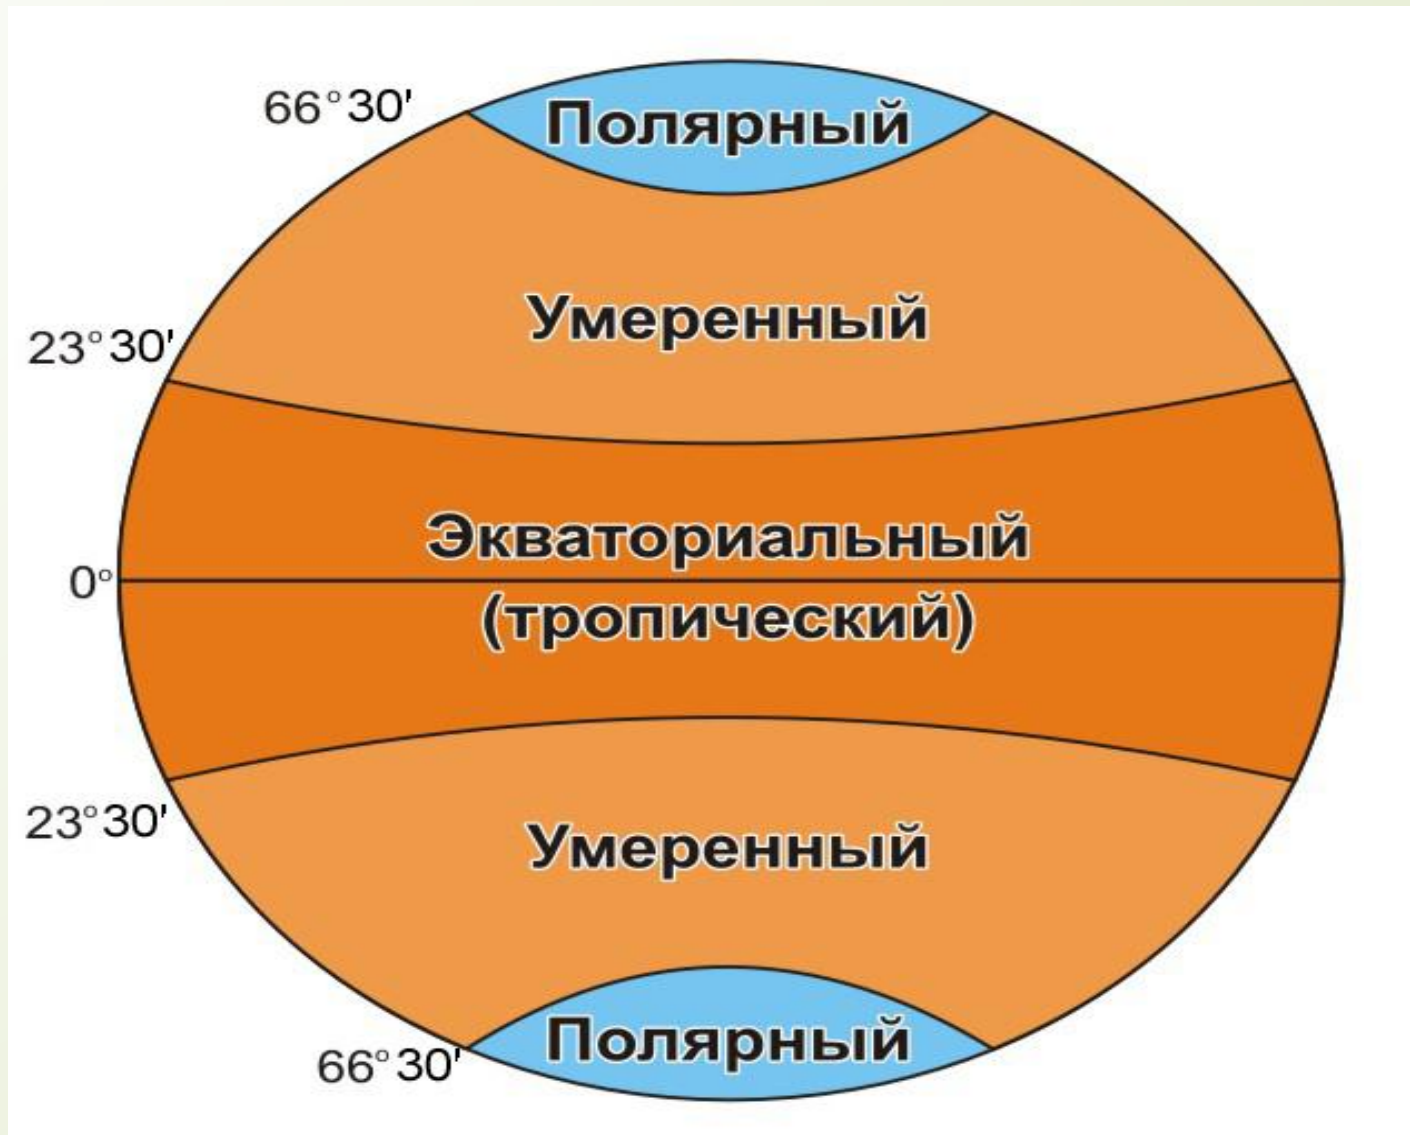 66°30'
Полярный
Умеренный
23°30'
Экваториальный
0°
(тропический)
23°30'
Умеренный
Полярный
66°30'